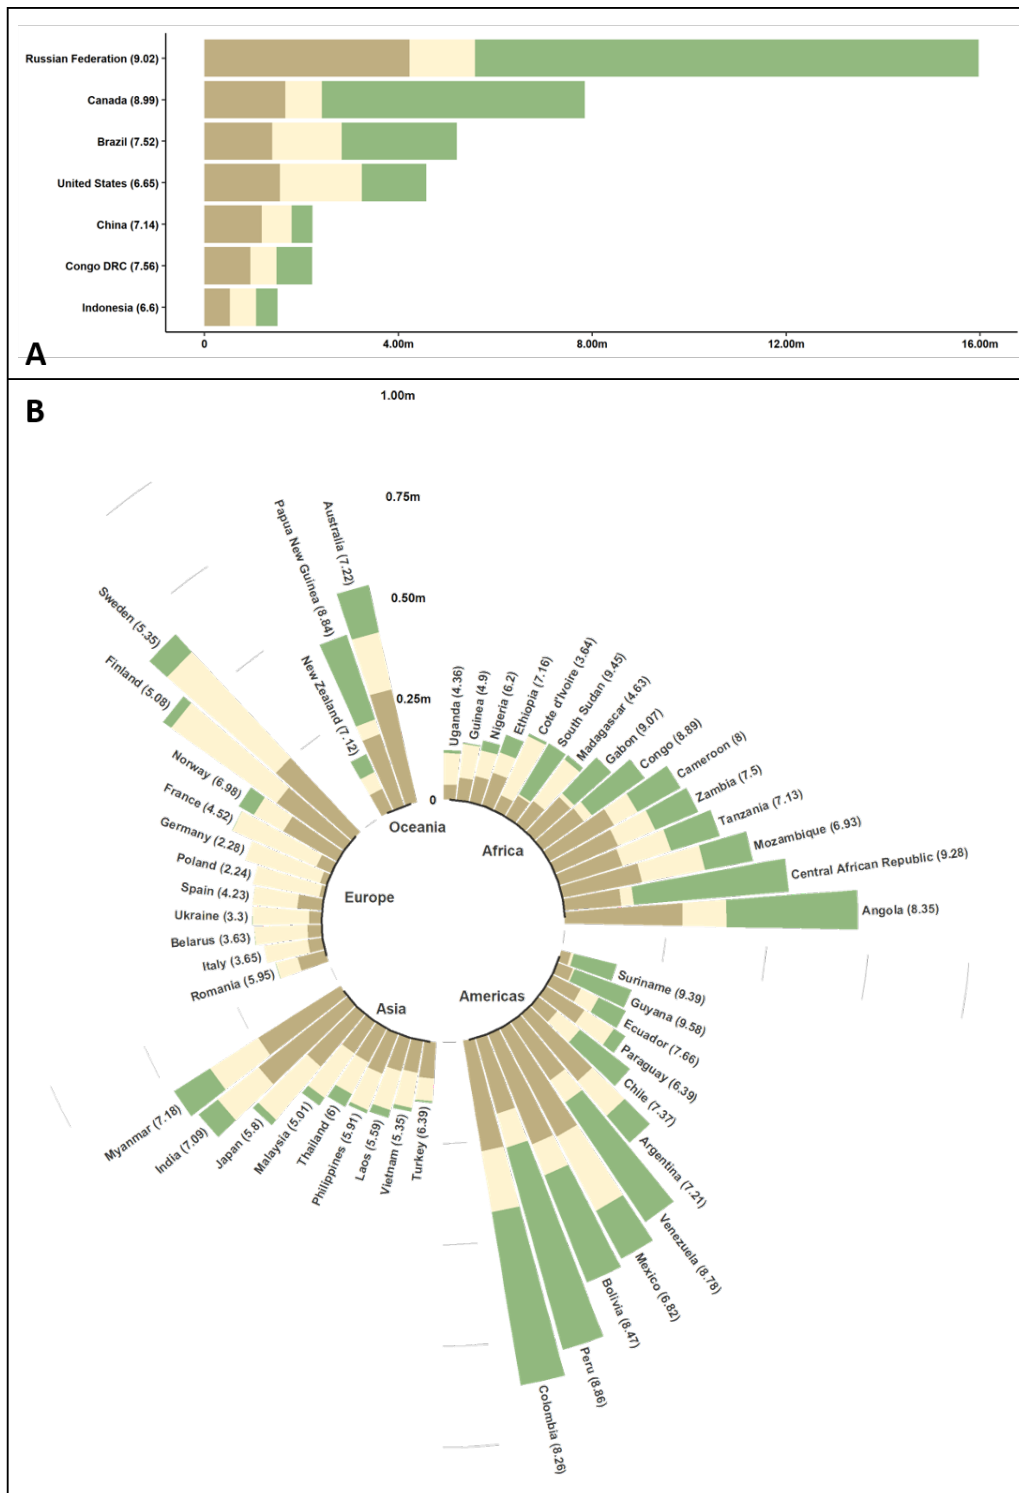 Russian Federation (9.02)
Canada (8.99)
Brazil (7.52)
United States (6.65)
China (7.14)
Congo DRC (7.56)
Indonesia (6.6)
0 4.00m 8.00m 12.00m 16.00m
A
B
1.00m
0.75m
0.50m
0.25m
0
Uganda (4.36)
Guinea (4.9)
Nigeria (6.2)
Ethiopia (7.16)
Cote d'Ivoire (3.64)
South Sudan (9.45)
Madagascar (4.63)
Gabon (9.07)
Congo (8.89)
Cameroon (8)
Zambia (7.5)
Tanzania (7.13)
Mozambique (6.93)
Central African Republic (9.28)
Angola (8.35)
Africa
Suriname (9.39)
Guyana (9.58)
Ecuador (7.66)
Paraguay (6.39)
Chile (7.37)
Argentina (7.21)
Venezuela (8.78)
Mexico (6.82)
Bolivia (8.47)
Peru (8.86)
Colombia (8.26)
Americas
Turkey (6.39)
Vietnam (5.35)
Laos (5.59)
Philippines (5.91)
Thailand (6)
Malaysia (5.01)
Japan (5.8)
India (7.09)
Myanmar (7.18)
Asia
Romania (5.95)
Italy (3.65)
Belarus (3.63)
Ukraine (3.3)
Spain (4.23)
Poland (2.24)
Germany (2.28)
France (4.52)
Norway (6.98)
Finland (5.08)
Sweden (5.35)
Europe
New Zealand (7.12)
Papua New Guinea (8.84)
Australia (7.22)
Oceania